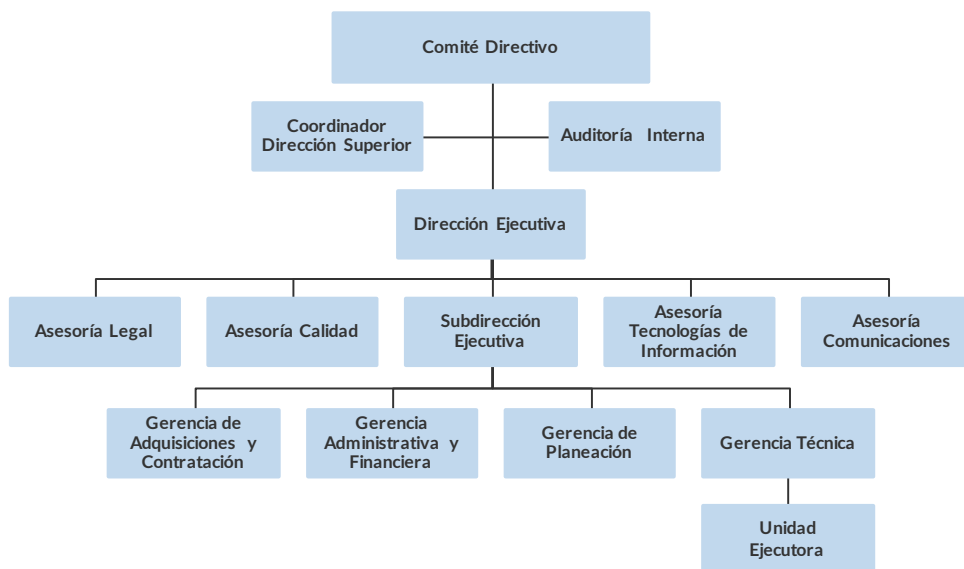 Comité Directivo
Coordinador
Dirección Superior
Auditoría Interna
Dirección Ejecutiva
Asesoría Legal
Asesoría Calidad
Subdirección
Ejecutiva
Asesoría
Tecnologías de
Información
Asesoría
Comunicaciones
Gerencia de
Adquisiciones y
Contratación
Gerencia
Administrativa y
Financiera
Gerencia de
Planeación
Gerencia Técnica
Unidad
Ejecutora